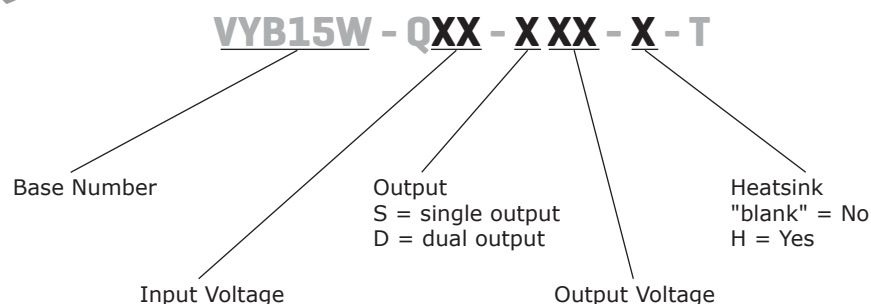 VYB15W - QXX - X XX - X - T
Base Number
Output
S = single output
D = dual output
Heatsink
"blank" = No
H = Yes
Input Voltage
Output Voltage